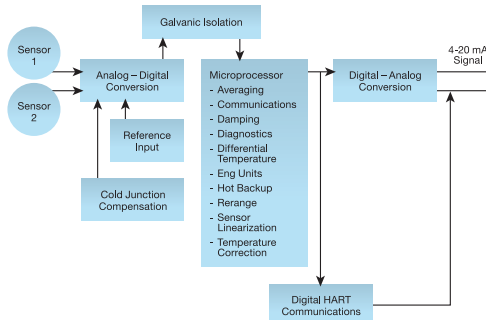 Galvanic Isolation
Sensor
1
Sensor
2
Analog – Digital
Conversion
Reference
Input
Cold Junction
Compensation
Microprocessor
- Averaging
- Communications
- Damping
- Diagnostics
- Differential
Temperature
- Eng Units
- Hot Backup
- Rerange
- Sensor
Linearization
- Temperature
Correction
Digital – Analog
Conversion
4-20 mA
Signal
Digital HART
Communications